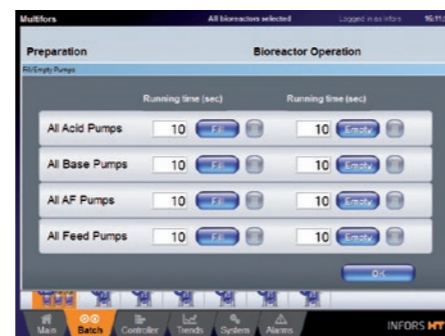 Multifors All bioreactors selected Logged in as Infors 16:11:
Preparation Bioreactor Operation
Fill/Empty Pumps
Running time (sec) Running time (sec)
All Acid Pumps 10 Fill 10 Empty
All Base Pumps 10 Fill 10 Empty
All AF Pumps 10 Fill 10 Empty
All Feed Pumps 10 Fill 10 Empty
OK
Main Batch Controller Trends System Alarms INFORS HT